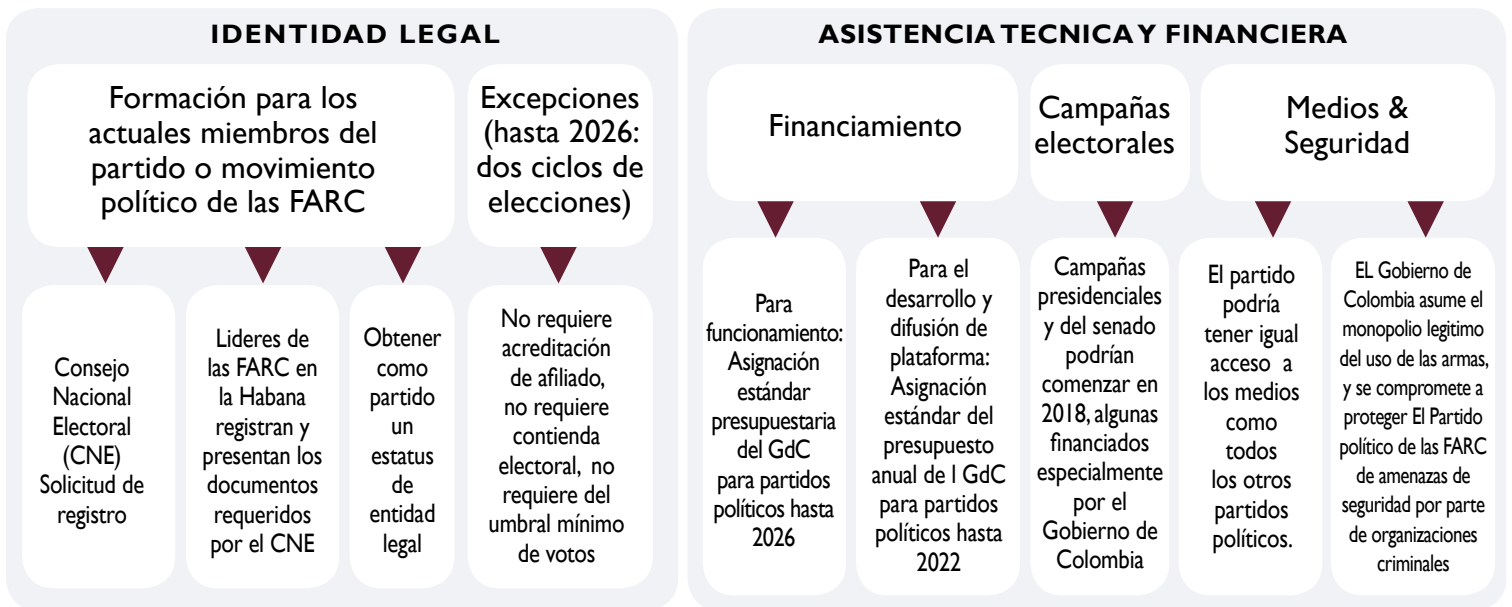 IDENTIDAD LEGAL
Formación para los
actuales miembros del
partido o movimiento
político de las FARC
Excepciones
(hasta 2026:
dos ciclos de
elecciones)
Consejo
Nacional
Electoral
(CNE)
Solicitud de
registro
Lideres de
las FARC en
la Habana
registran y
presentan los
documentos
requeridos
por el CNE
Obtener
como
partido
un
estatus
de
entidad
legal
No requiere
acreditación
de afiliado,
no requiere
contienda
electoral, no
requiere del
umbral mínimo
de votos
ASISTENCIA TECNICA Y FINANCIERA
Financiamiento
Campañas
electorales
Medios &
Seguridad
Para
funcionamiento:
Asignación
estándar
presupuestaria
del GdC
para partidos
políticos hasta
2026
Para el
desarrollo y
difusión de
plataforma:
Asignación
estándar del
presupuesto
anual de l GdC
para partidos
políticos hasta
2022
Campañas
presidenciales
y del senado
podrían
comenzar en
2018, algunas
financiados
especialmente
por el
Gobierno de
Colombia
El partido
podría
tener igual
acceso a
los medios
como
todos
los otros
partidos
políticos.
EL Gobierno de
Colombia asume el
monopolio legitimo
del uso de las armas,
y se compromete a
proteger El Partido
político de las FARC
de amenazas de
seguridad por parte
de organizaciones
criminales